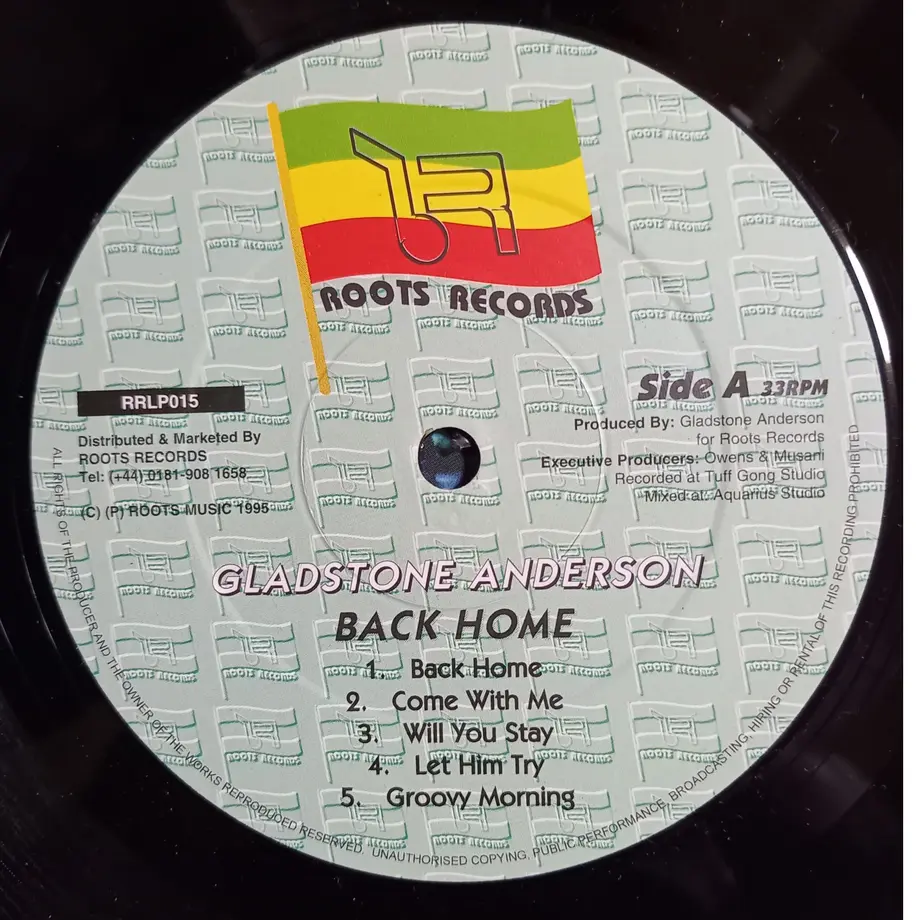 ROOTS RECORDS
RRLP015
Distributed & Marketed By
ROOTS RECORDS
Tel: (+44) 0181-908 1658
(C) (P) ROOTS MUSIC 1995
Side A 33RPM
Produced By: Gladstone Anderson
for Roots Records
Executive Producers: Owens & Musani
Recorded at Tuff Gong Studio
Mixed at: Aquarius Studio
GLADSTONE ANDERSON
BACK HOME
1. Back Home
2. Come With Me
3. Will You Stay
4. Let Him Try
5. Groovy Morning
ALL RIGHTS OF THE PRODUCER AND THE OWNER OF THE WORKS REPRODUCED RESERVED. UNAUTHORISED COPYING, PUBLIC PERFORMANCE, BROADCASTING, HIRING OR RENTAL OF THIS RECORDING PROHIBITED